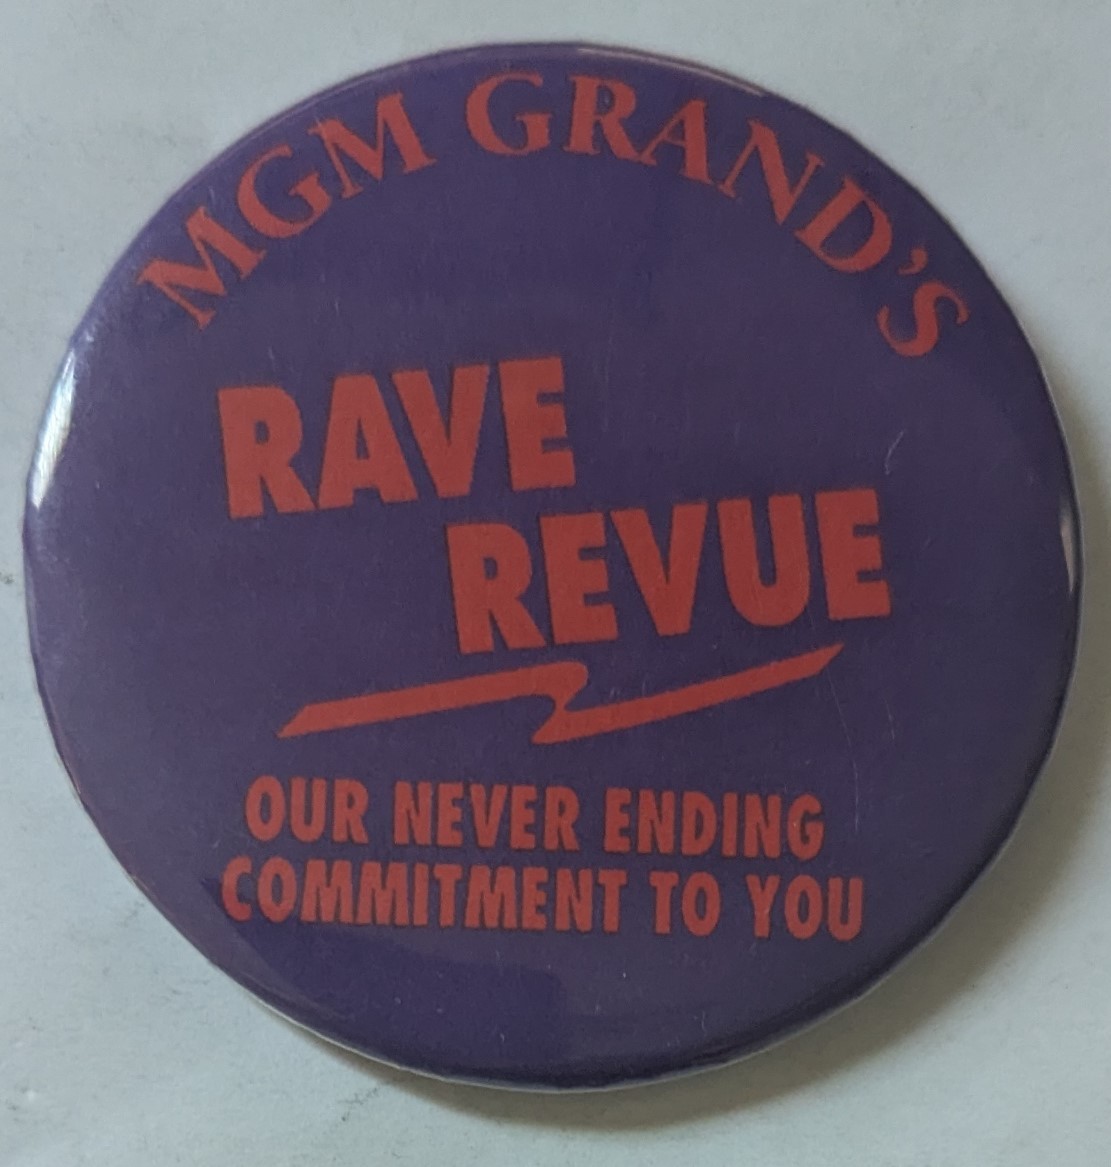 MGM GRAND'S
RAVE
REVUE
OUR NEVER ENDING
COMMITMENT TO YOU